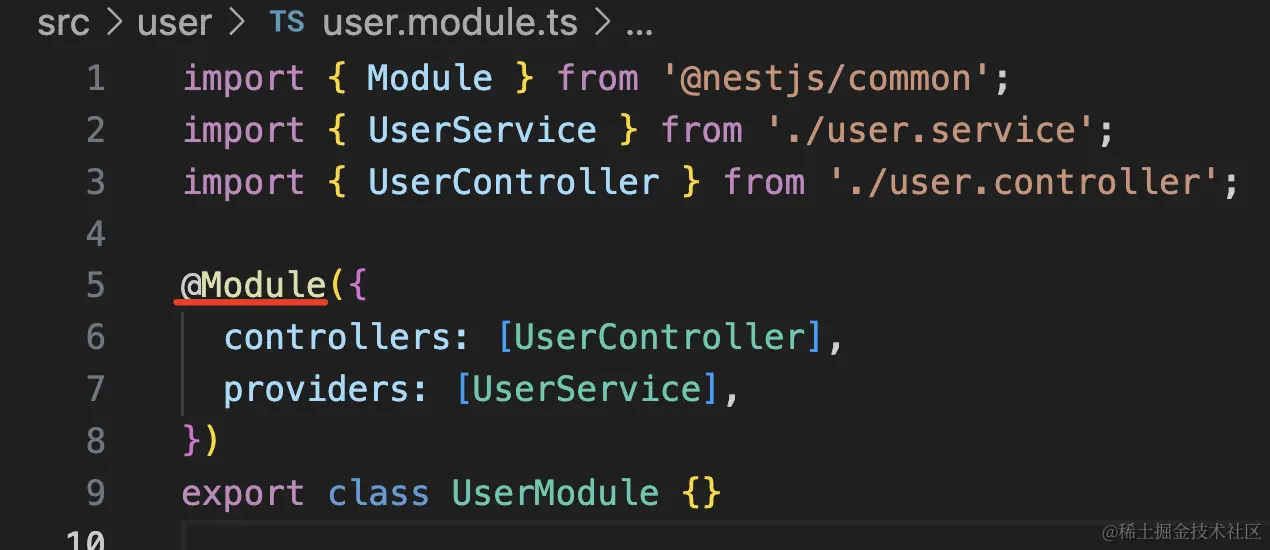 src > user > TS user.module.ts > ...
1 import { Module } from '@nestjs/common';
2 import { UserService } from './user.service';
3 import { UserController } from './user.controller';
4
5 @Module({
6   controllers: [UserController],
7   providers: [UserService],
8 })
9 export class UserModule {}
10
@稀土掘金技术社区